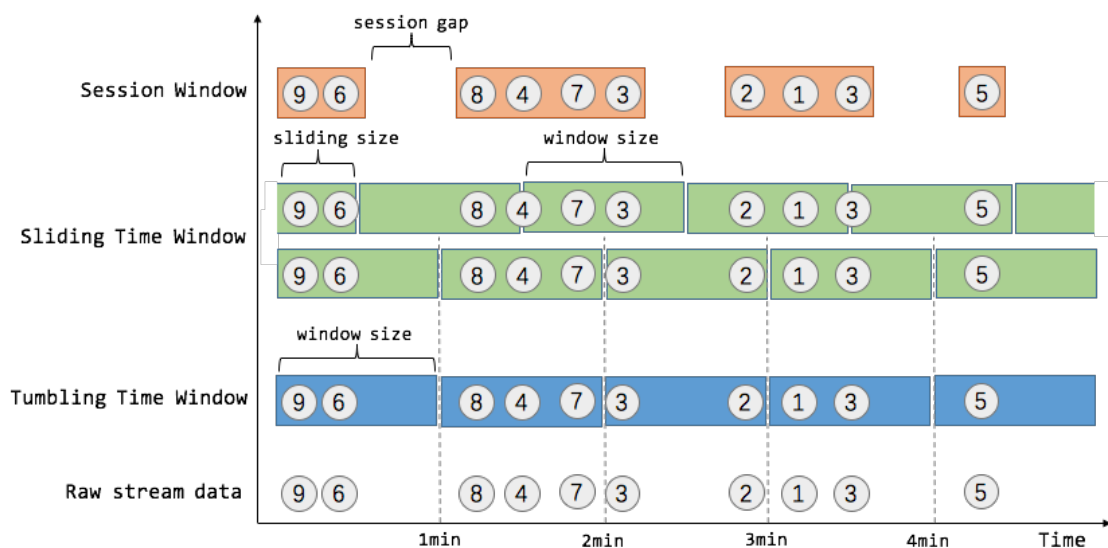 session gap
Session Window
9 6 8 4 7 3 2 1 3 5
sliding size
window size
9 6 8 4 7 3 2 1 3 5
Sliding Time Window
9 6 8 4 7 3 2 1 3 5
window size
Tumbling Time Window
9 6 8 4 7 3 2 1 3 5
Raw stream data
9 6 8 4 7 3 2 1 3 5
1min 2min 3min 4min Time